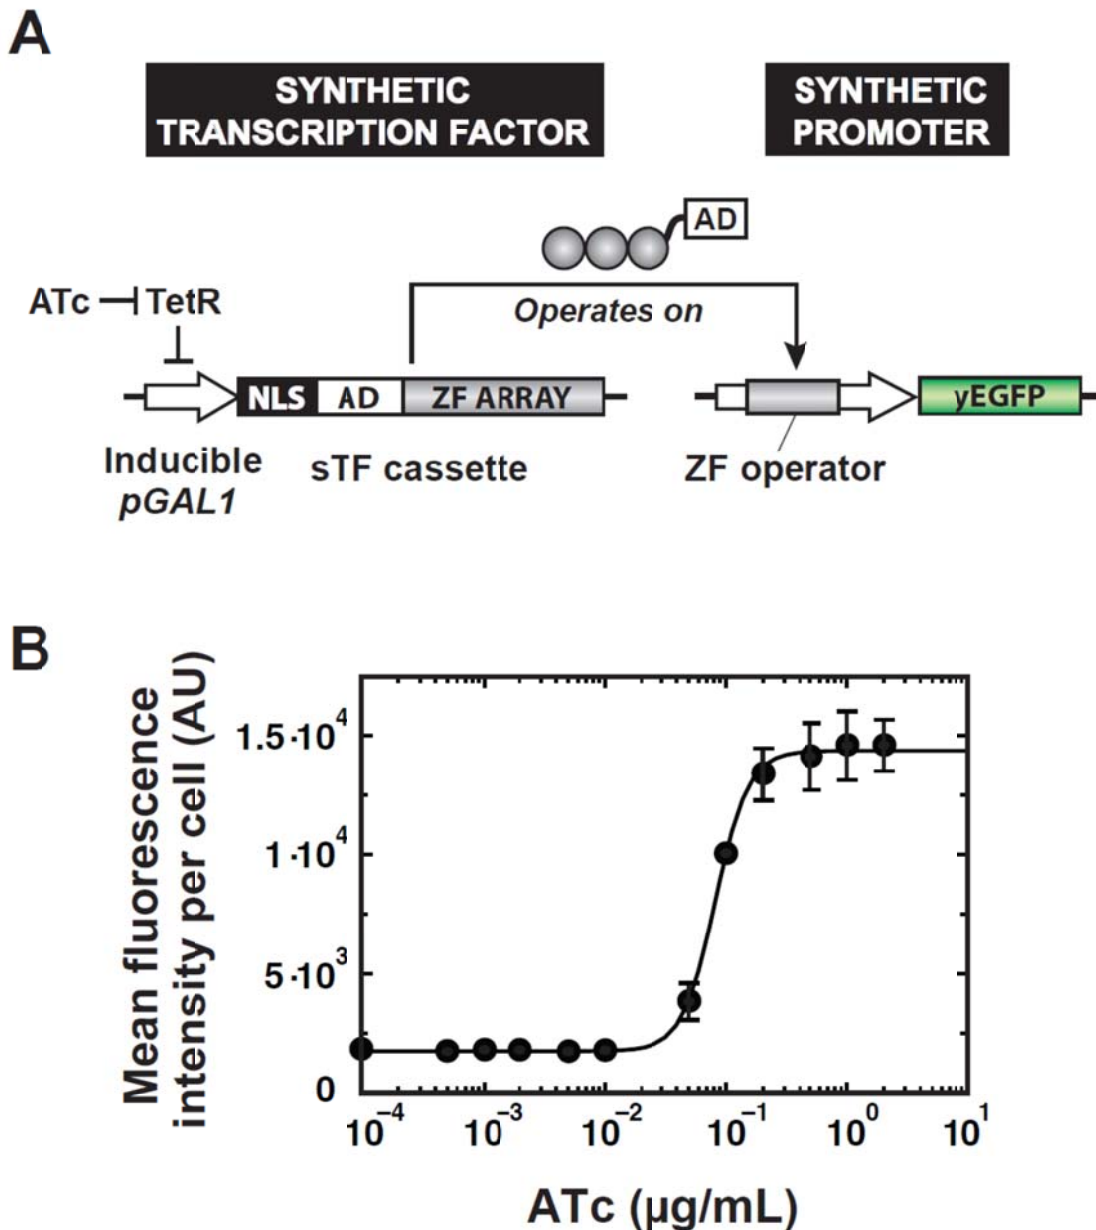 A
SYNTHETIC
TRANSCRIPTION FACTOR
SYNTHETIC
PROMOTER
AD
ATc
TetR
Operates on
NLS
AD
ZF ARRAY
yEGFP
Inducible
pGAL1
sTF cassette
ZF operator
B
Mean fluorescence
intensity per cell (AU)
1.5·10⁴
1·10⁴
5·10³
0
10⁻⁴
10⁻³
10⁻²
10⁻¹
10⁰
10¹
ATc (µg/mL)